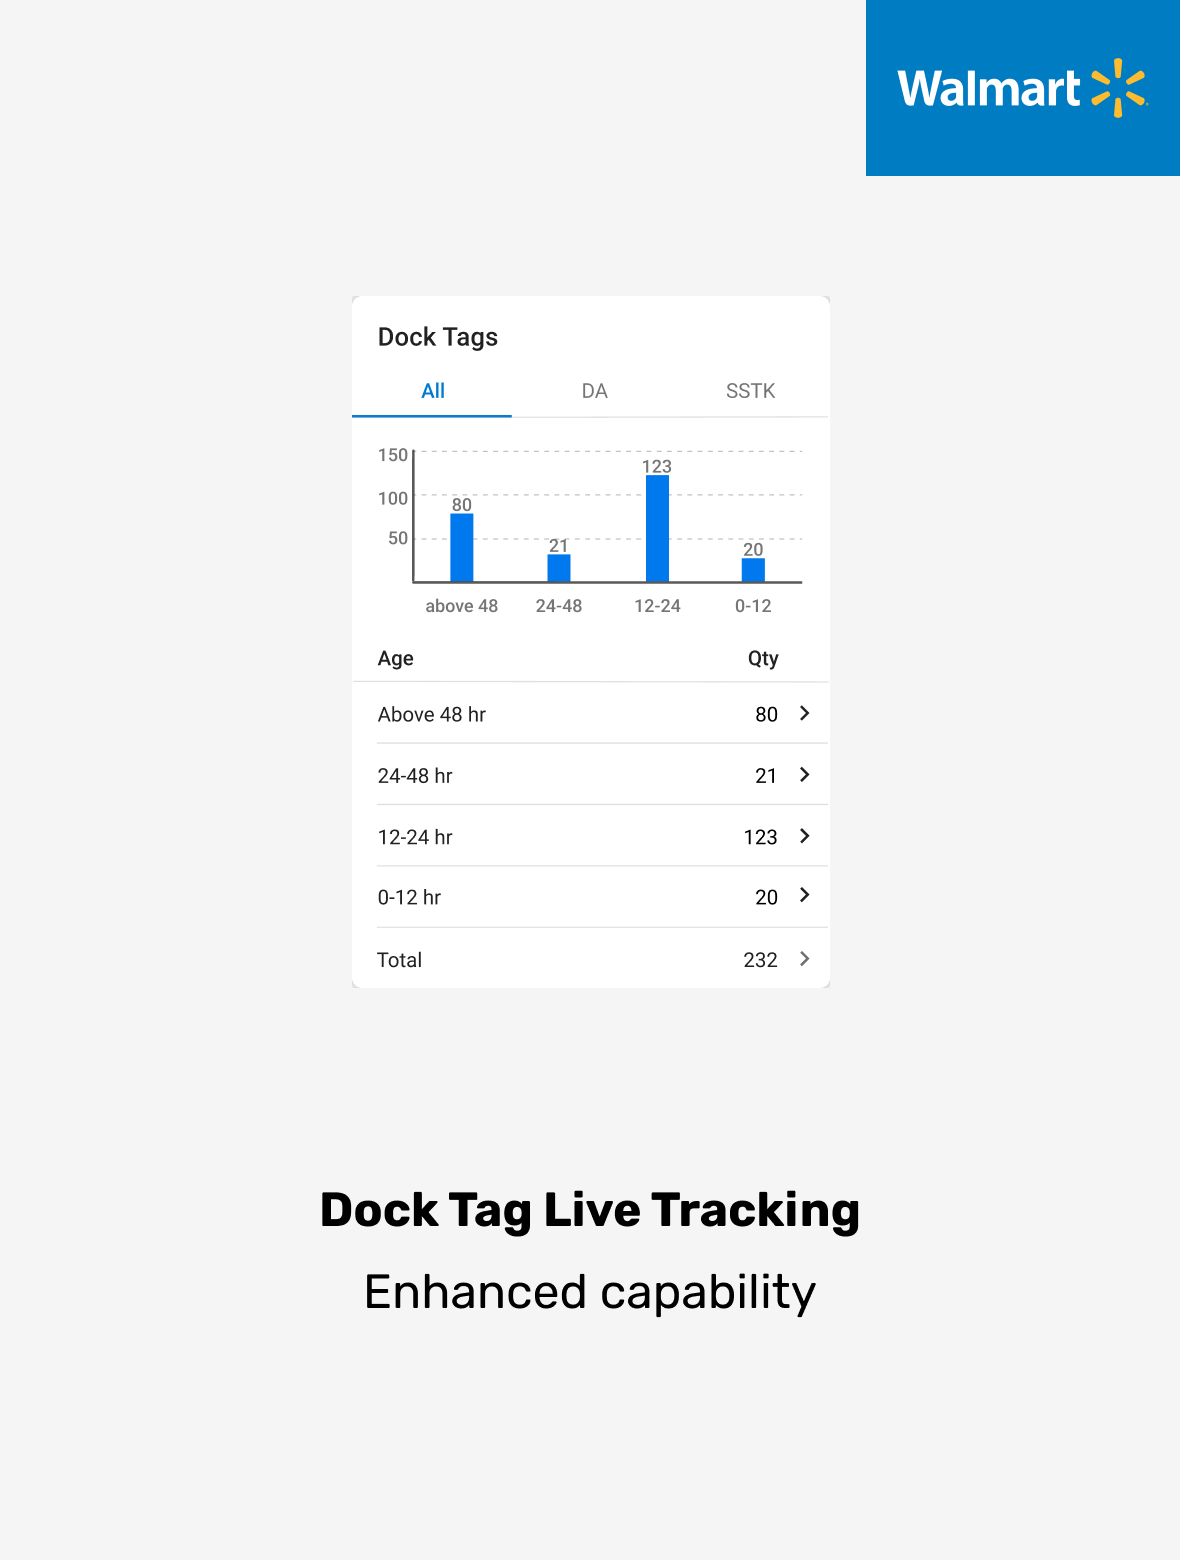 Walmart
Dock Tags
All DA SSTK
150
100
50
80 21 123 20
above 48 24-48 12-24 0-12
Age Qty
Above 48 hr 80
24-48 hr 21
12-24 hr 123
0-12 hr 20
Total 232
Dock Tag Live Tracking
Enhanced capability